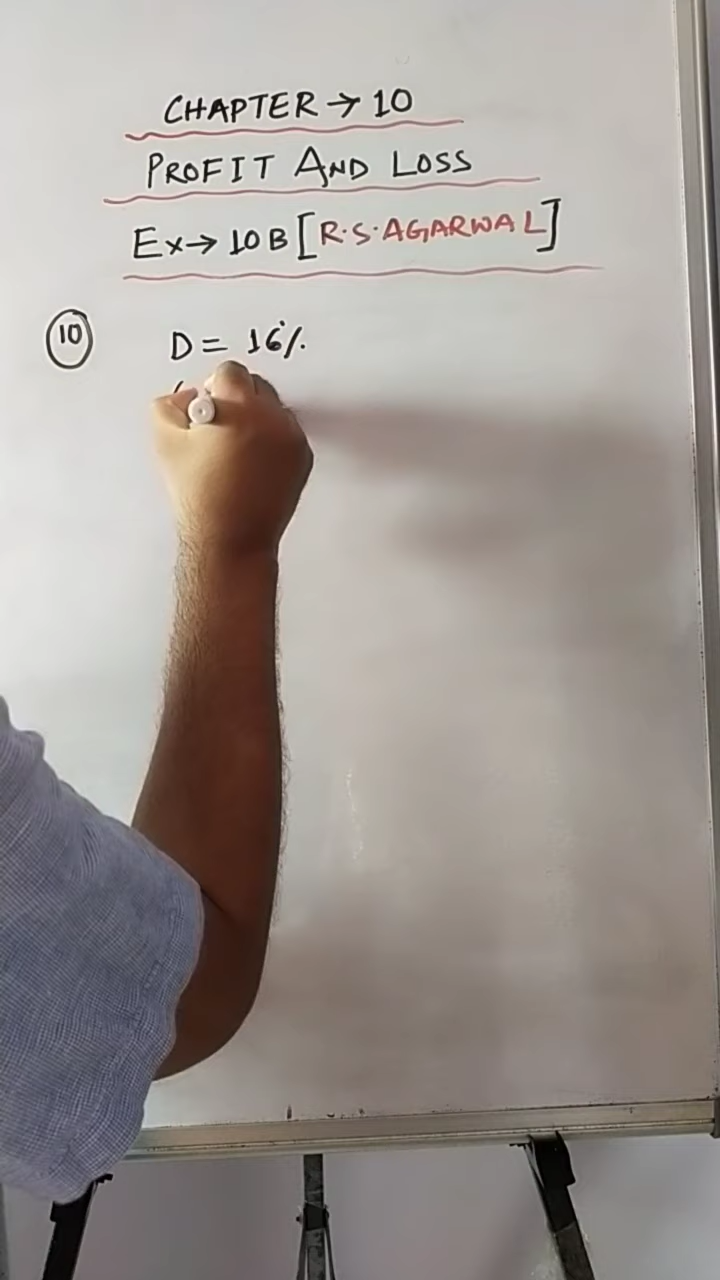 CHAPTER → 10
PROFIT AND LOSS
Ex → 10B [R.S.AGARWAL]
10 D = 16%